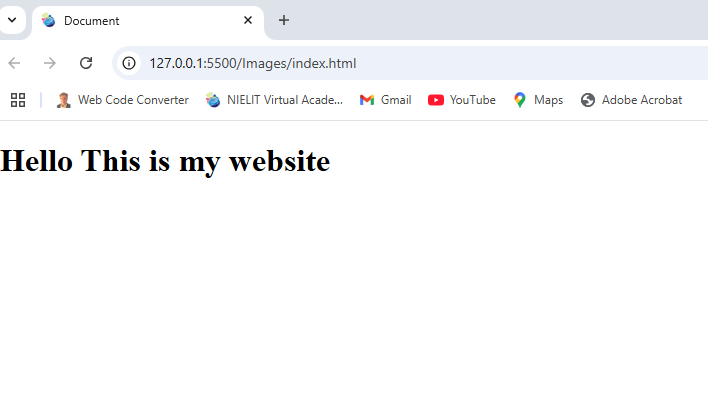 Document
127.0.0.1:5500/Images/index.html
Web Code Converter NIELIT Virtual Acade... Gmail YouTube Maps Adobe Acrobat
Hello This is my website